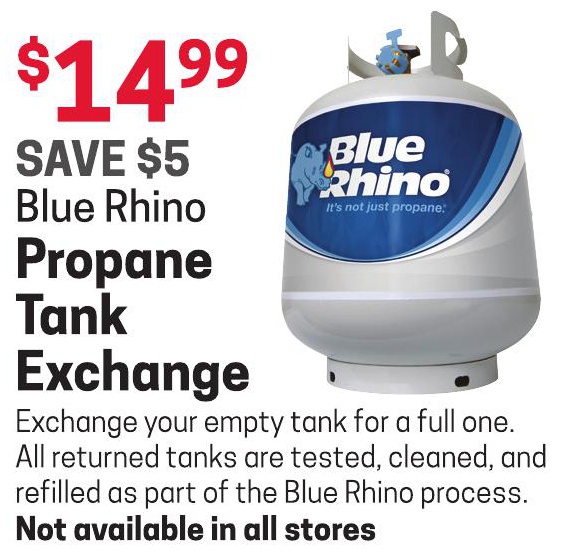 $14.99
SAVE $5
Blue Rhino
Propane
Tank
Exchange
Exchange your empty tank for a full one.
All returned tanks are tested, cleaned, and
refilled as part of the Blue Rhino process.
Not available in all stores
Blue
Rhino®
It's not just propane.®